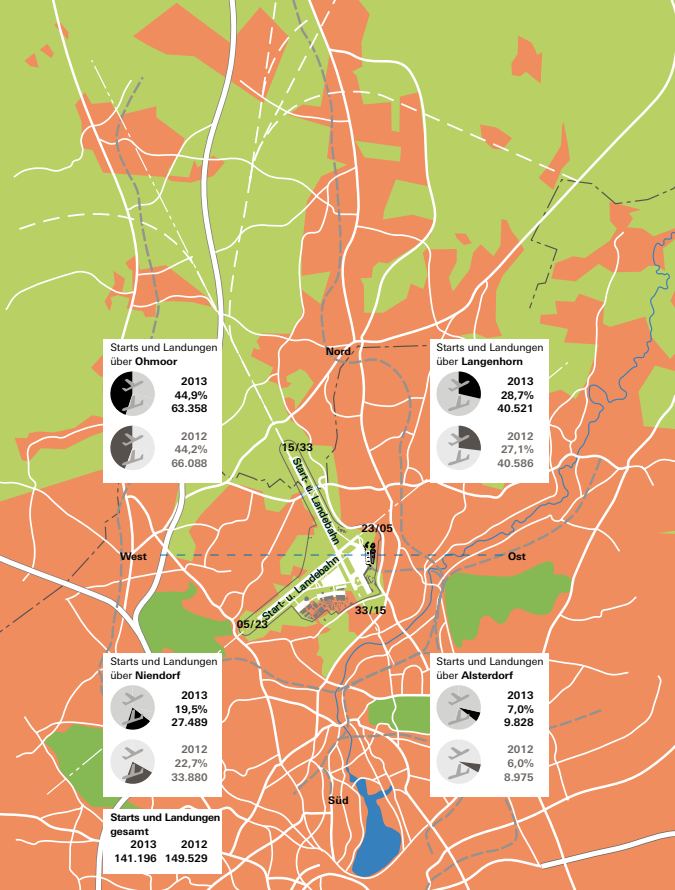 Nord
Starts und Landungen
über Ohmoor
2013
44,9%
63.358
2012
44,2%
66.088
Starts und Landungen
über Langenhorn
2013
28,7%
40.521
2012
27,1%
40.586
15/33
Start- u. Landebahn
23/05
West
Ost
Start- u. Landebahn
33/15
05/23
Starts und Landungen
über Niendorf
2013
19,5%
27.489
2012
22,7%
33.880
Starts und Landungen
über Alsterdorf
2013
7,0%
9.828
2012
6,0%
8.975
Süd
Starts und Landungen
gesamt
2013 2012
141.196 149.529